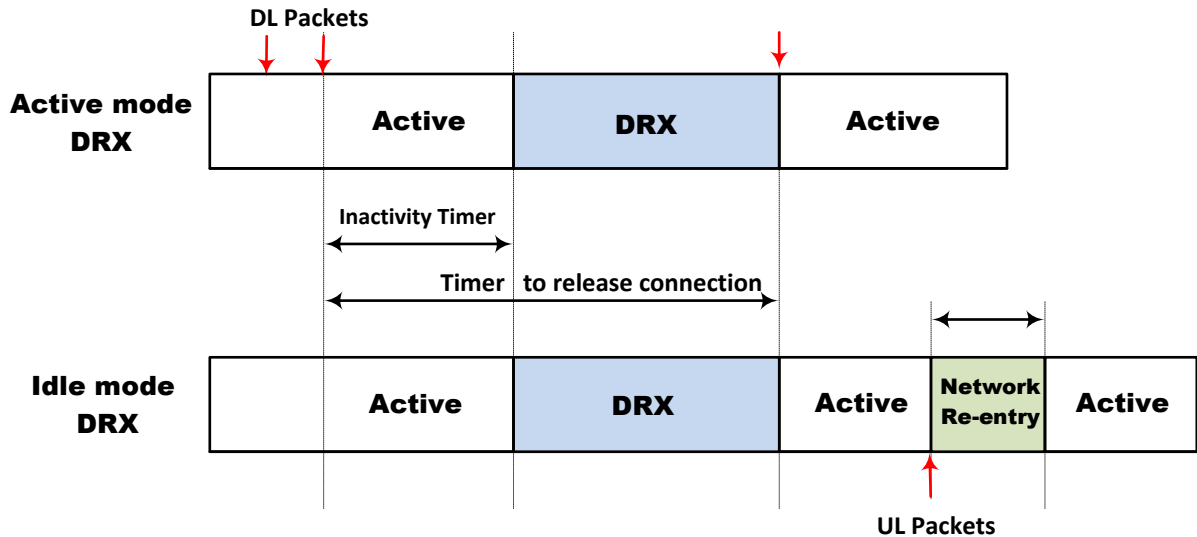 DL Packets
Active mode
DRX
Active
DRX
Active
Inactivity Timer
Timer to release connection
Idle mode
DRX
Active
DRX
Active
Network
Re-entry
Active
UL Packets